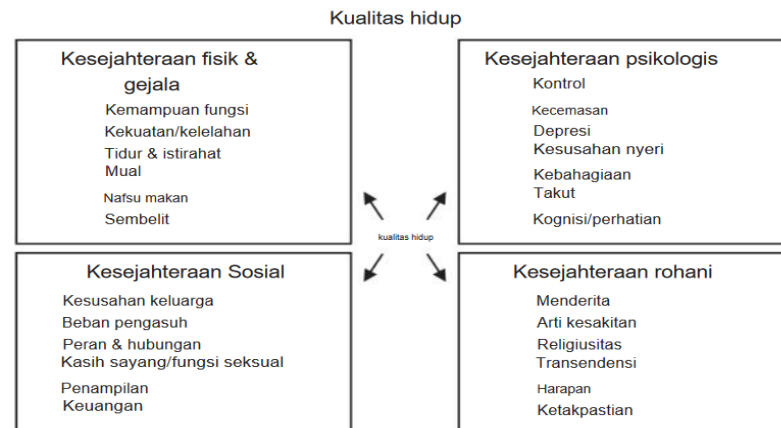 Kualitas hidup
Kesejahteraan fisik &
gejala
Kemampuan fungsi
Kekuatan/kelelahan
Tidur & istirahat
Mual
Nafsu makan
Sembelit
Kesejahteraan psikologis
Kontrol
Kecemasan
Depresi
Kesusahan nyeri
Kebahagiaan
Takut
Kognisi/perhatian
kualitas hidup
Kesejahteraan Sosial
Kesusahan keluarga
Beban pengasuh
Peran & hubungan
Kasih sayang/fungsi seksual
Penampilan
Keuangan
Kesejahteraan rohani
Menderita
Arti kesakitan
Religiusitas
Transendensi
Harapan
Ketakpastian